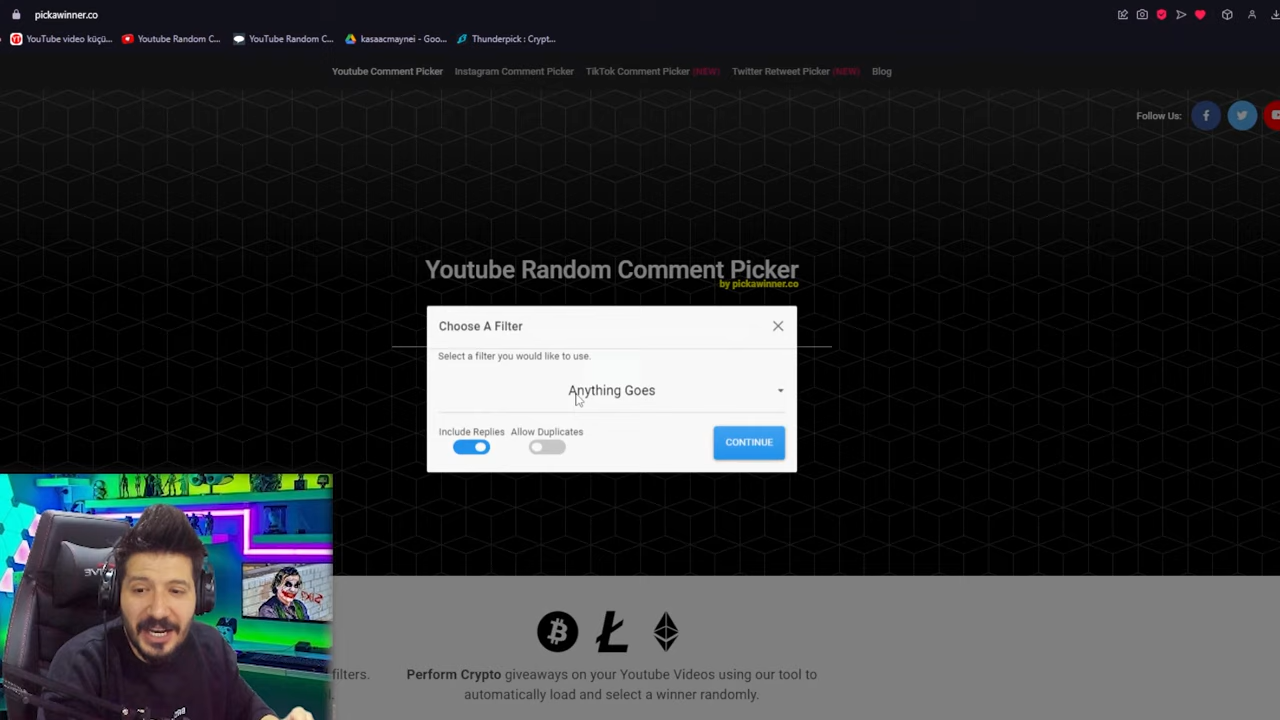 pickawinner.co
YouTube video küçü...
Youtube Random C...
YouTube Random C...
kasaacmaynei - Goo...
Thunderpick : Crypt...
Youtube Comment Picker
Instagram Comment Picker
TikTok Comment Picker (NEW)
Twitter Retweet Picker (NEW)
Blog
Follow Us:
Youtube Random Comment Picker
by pickawinner.co
Choose A Filter
Select a filter you would like to use.
Anything Goes
Include Replies
Allow Duplicates
CONTINUE
filters.
Perform Crypto giveaways on your Youtube Videos using our tool to
automatically load and select a winner randomly.